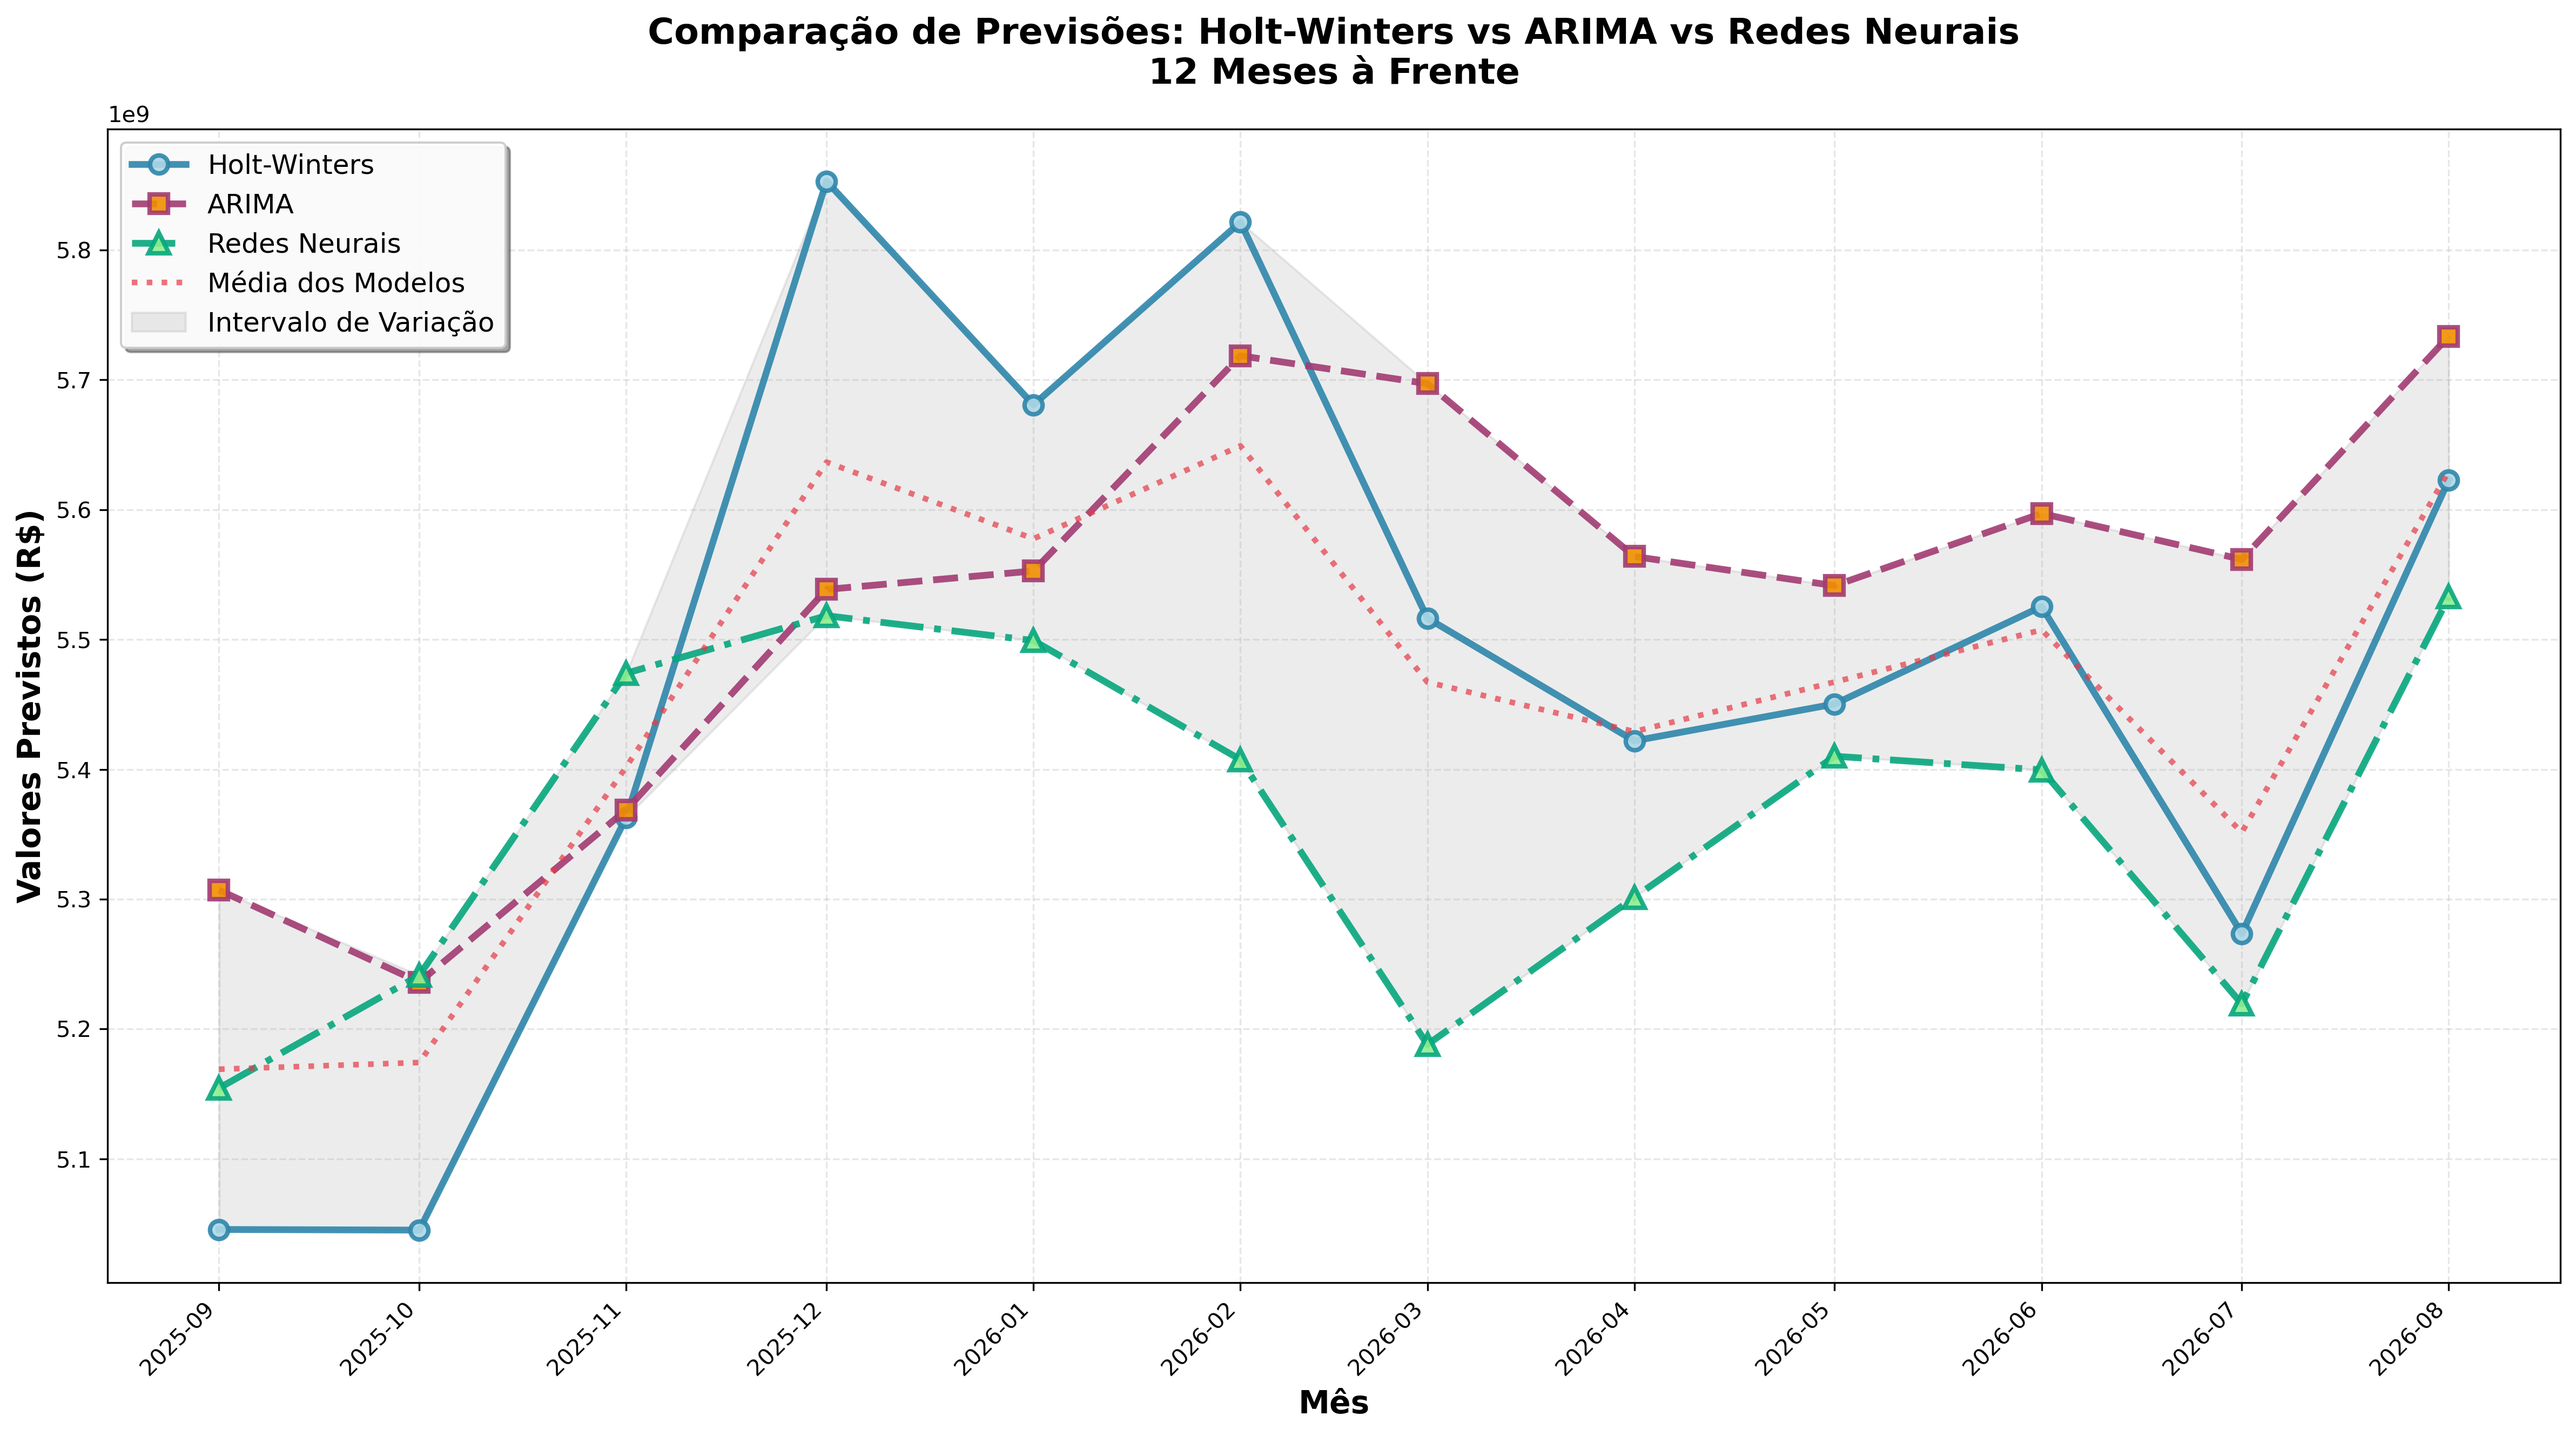 Comparação de Previsões: Holt-Winters vs ARIMA vs Redes Neurais
12 Meses à Frente
1e9
Holt-Winters
ARIMA
Redes Neurais
Média dos Modelos
Intervalo de Variação
Valores Previstos (R$)
5.8
5.7
5.6
5.5
5.4
5.3
5.2
5.1
2025-09
2025-10
2025-11
2025-12
2026-01
2026-02
2026-03
2026-04
2026-05
2026-06
2026-07
2026-08
Mês